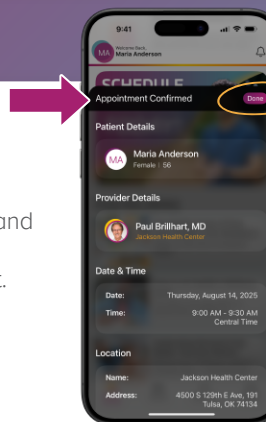 9:41
MA
Welcome Back,
Maria Anderson
SCHEDULE
Appointment Confirmed
Done
Patient Details
MA
Maria Anderson
Female | 56
Provider Details
and
Paul Brillhart, MD
Jackson Health Center
Date & Time
t.
Date: Thursday, August 14, 2025
Time: 9:00 AM - 9:30 AM
Central Time
Location
Name: Jackson Health Center
Address: 4500 S 129th E Ave, 191
Tulsa, OK 74134